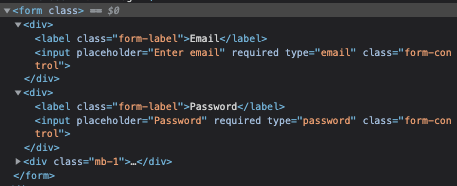 ▼<form class> == $0
▼<div>
<label class="form-label">Email</label>
<input placeholder="Enter email" required type="email" class="form-con
trol">
</div>
▼<div>
<label class="form-label">Password</label>
<input placeholder="Password" required type="password" class="form-con
trol">
</div>
▶<div class="mb-1">…</div>
</form>